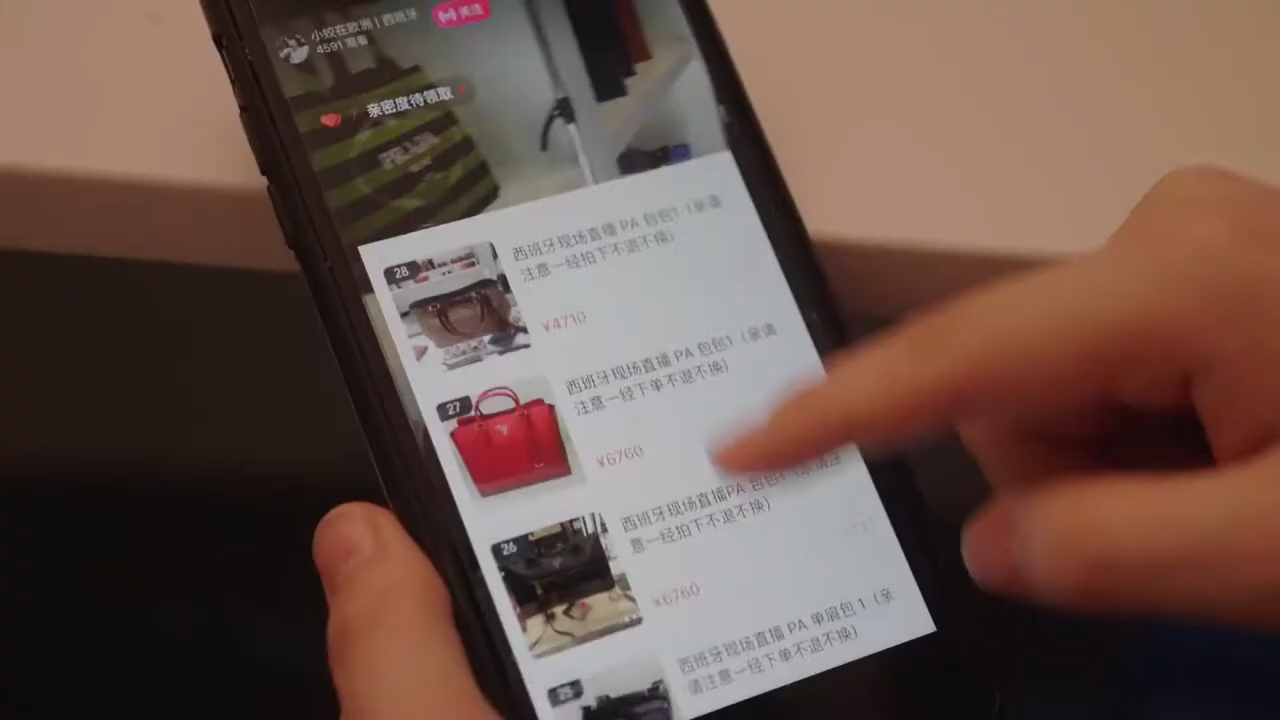 小姣在欧洲 | 西班牙
关注
4591 观看
亲密度待领取
28
西班牙现场直播 PA 包包1（亲请
注意一经拍下不退不换）
¥4710
27
西班牙现场直播 PA 包包1（亲请
注意一经下单不退不换）
¥6760
26
西班牙现场直播PA 包包1（亲请注
意一经拍下不退不换）
¥6760
25
西班牙现场直播 PA 单肩包 1（亲
请注意一经下单不退不换）